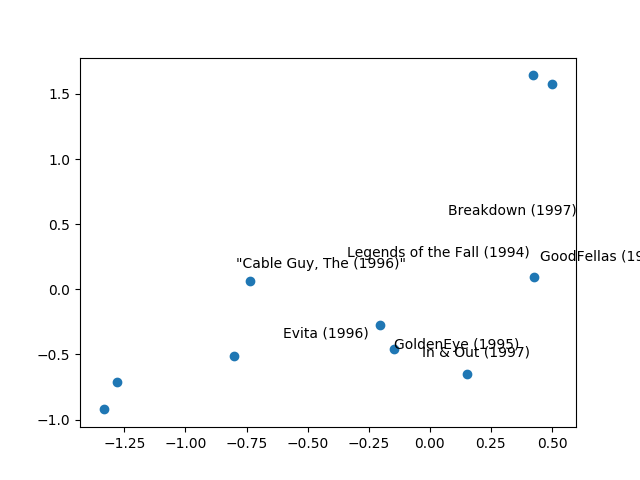 1.5
1.0
Breakdown (1997)
0.5
Legends of the Fall (1994)
GoodFellas (19
"Cable Guy, The (1996)"
0.0
Evita (1996)
GoldenEye (1995)
In & Out (1997)
−0.5
−1.0
−1.25 −1.00 −0.75 −0.50 −0.25 0.00 0.25 0.50